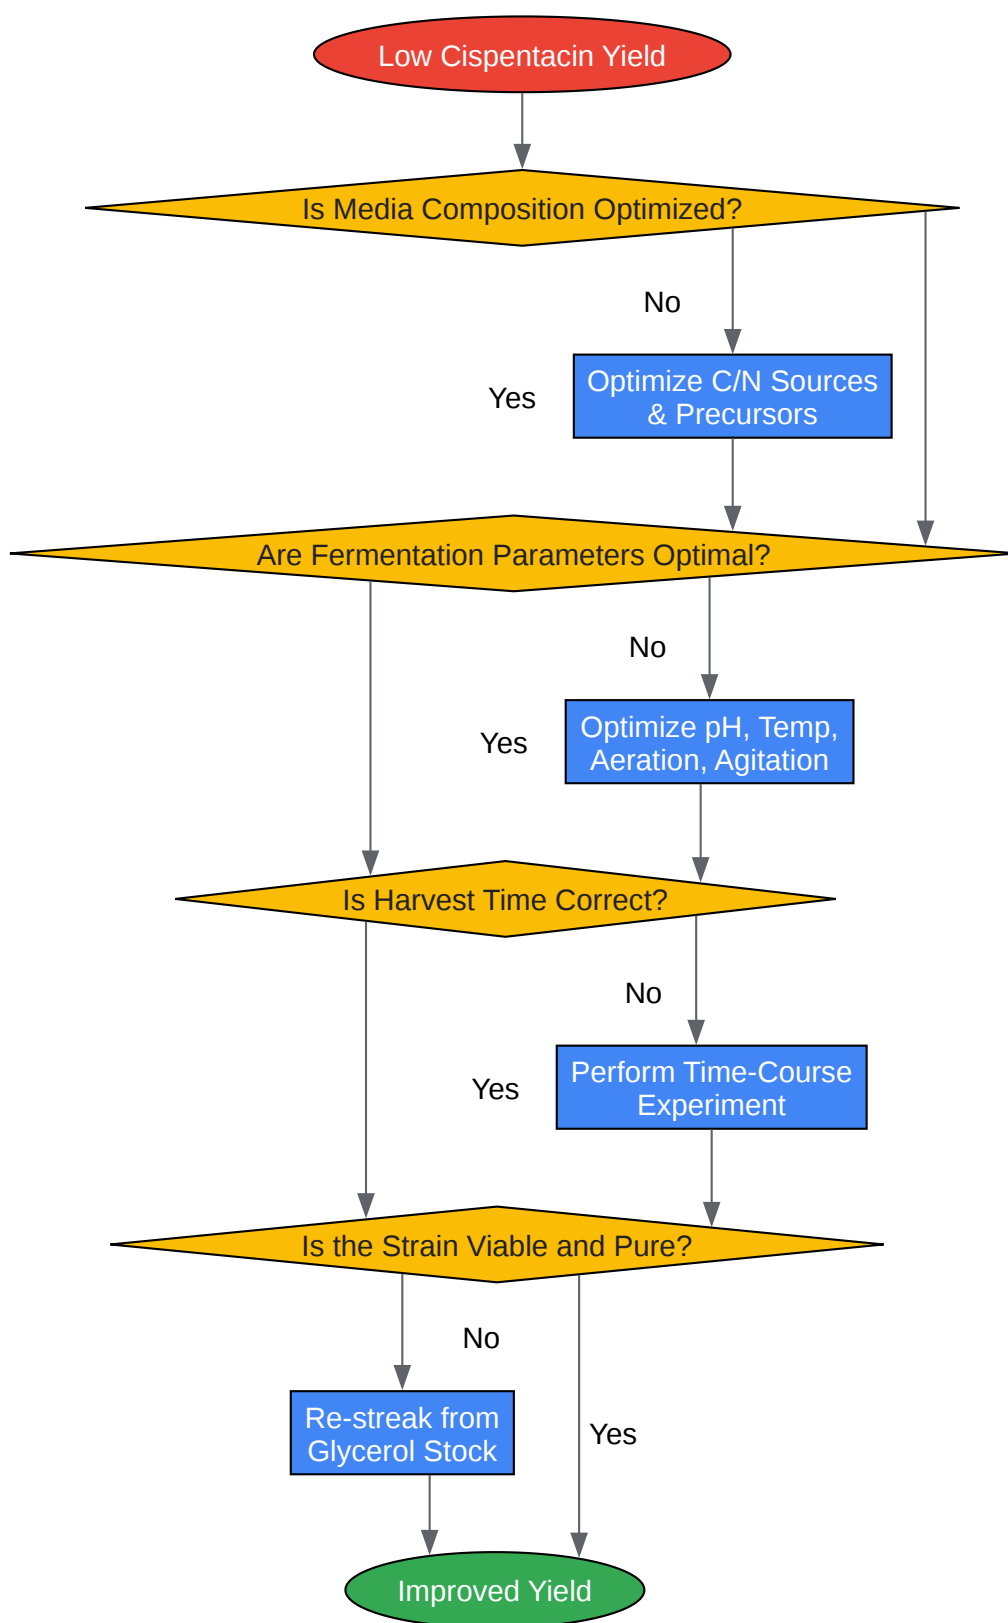 Low Cispentacin Yield
Is Media Composition Optimized?
No
Yes
Optimize C/N Sources
& Precursors
Are Fermentation Parameters Optimal?
No
Yes
Optimize pH, Temp,
Aeration, Agitation
Is Harvest Time Correct?
No
Yes
Perform Time-Course
Experiment
Is the Strain Viable and Pure?
No
Re-streak from
Glycerol Stock
Yes
Improved Yield